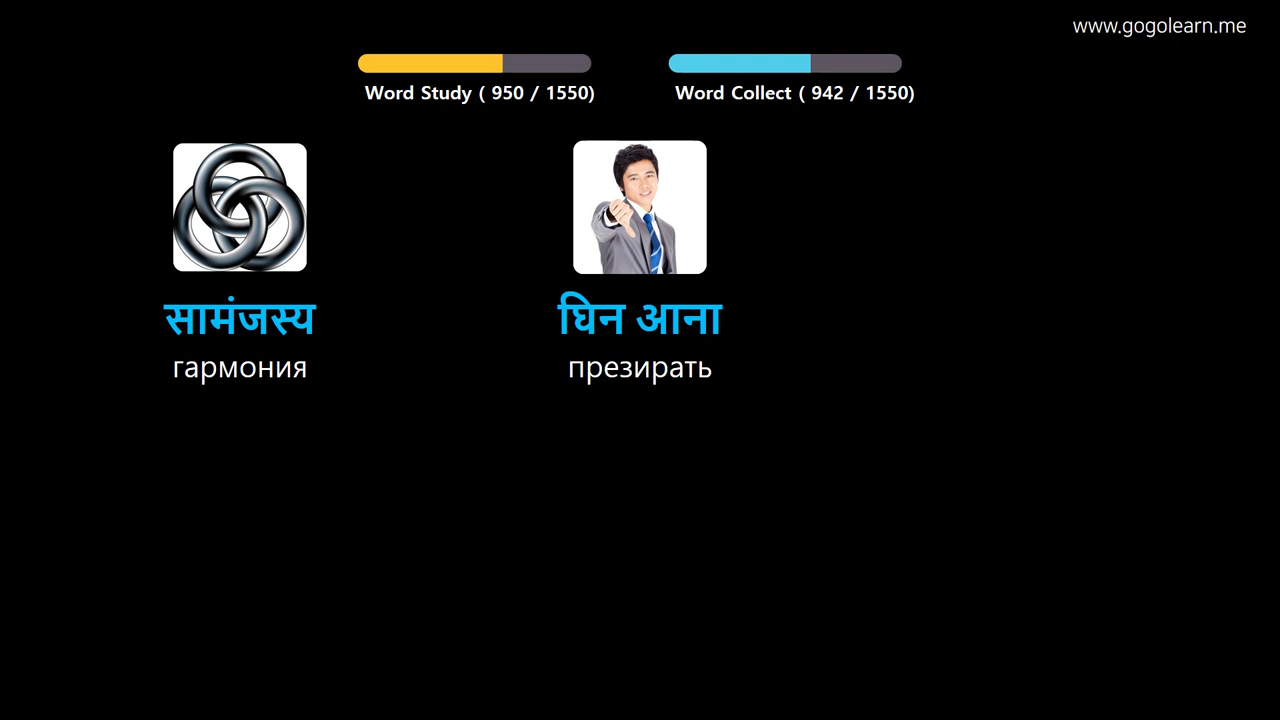 www.gogolearn.me
Word Study ( 950 / 1550)
Word Collect ( 942 / 1550)
सामंजस्य
гармония
घिन आना
презирать